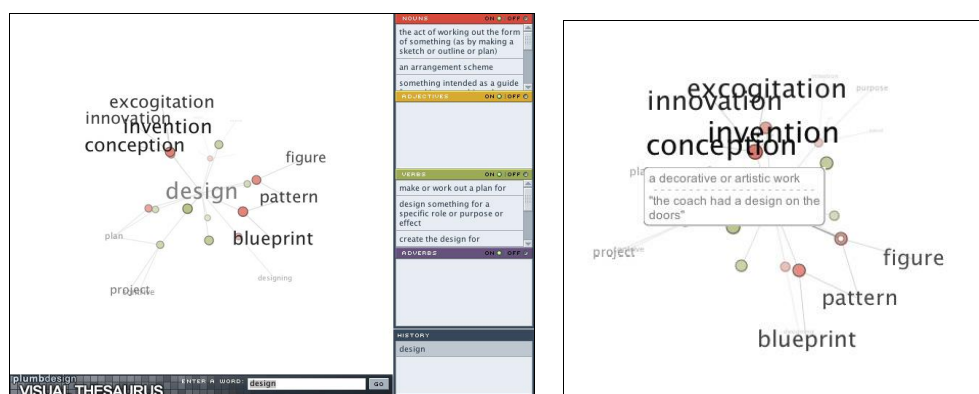 excogitation
innovation
invention
conception
figure
design
pattern
blueprint
plan
designing
project
NOUNS ON OFF
the act of working out the form
of something (as by making a
sketch or outline or plan)
an arrangement scheme
something intended as a guide
ADJECTIVES ON OFF
VERBS ON OFF
make or work out a plan for
design something for a
specific role or purpose or
effect
create the design for
ADVERBS ON OFF
HISTORY
design
plumbdesign
VISUAL THESAURUS
ENTER A WORD: design GO
excogitation
innovation
purpose
invention
conception
a decorative or artistic work
"the coach had a design on the
doors"
project
figure
pattern
blueprint